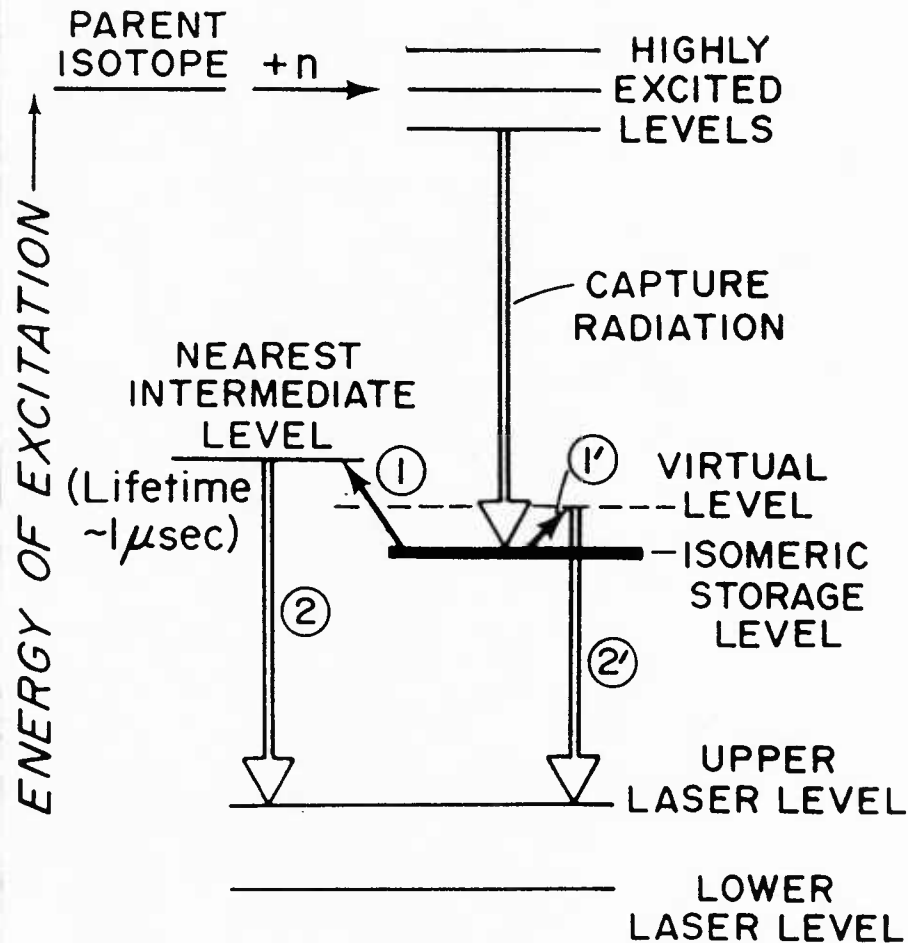 PARENT
ISOTOPE
+n
HIGHLY
EXCITED
LEVELS
ENERGY OF EXCITATION
CAPTURE
RADIATION
NEAREST
INTERMEDIATE
LEVEL
(Lifetime
~1μsec)
1
1'
VIRTUAL
LEVEL
ISOMERIC
STORAGE
LEVEL
2
2'
UPPER
LASER LEVEL
LOWER
LASER LEVEL